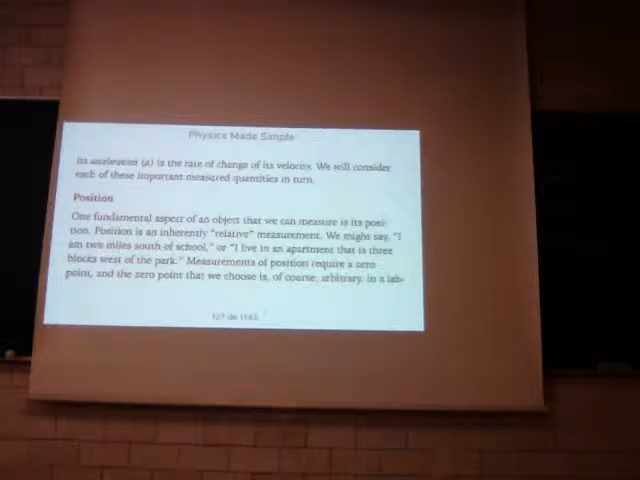 Physics Made Simple
its acceleration (a) is the rate of change of its velocity. We will consider
each of these important measured quantities in turn.
Position
One fundamental aspect of an object that we can measure is its posi-
tion. Position is an inherently "relative" measurement. We might say, "I
am two miles south of school," or "I live in an apartment that is three
blocks west of the park." Measurements of position require a zero
point, and the zero point that we choose is, of course, arbitrary. In a lab-
127 de